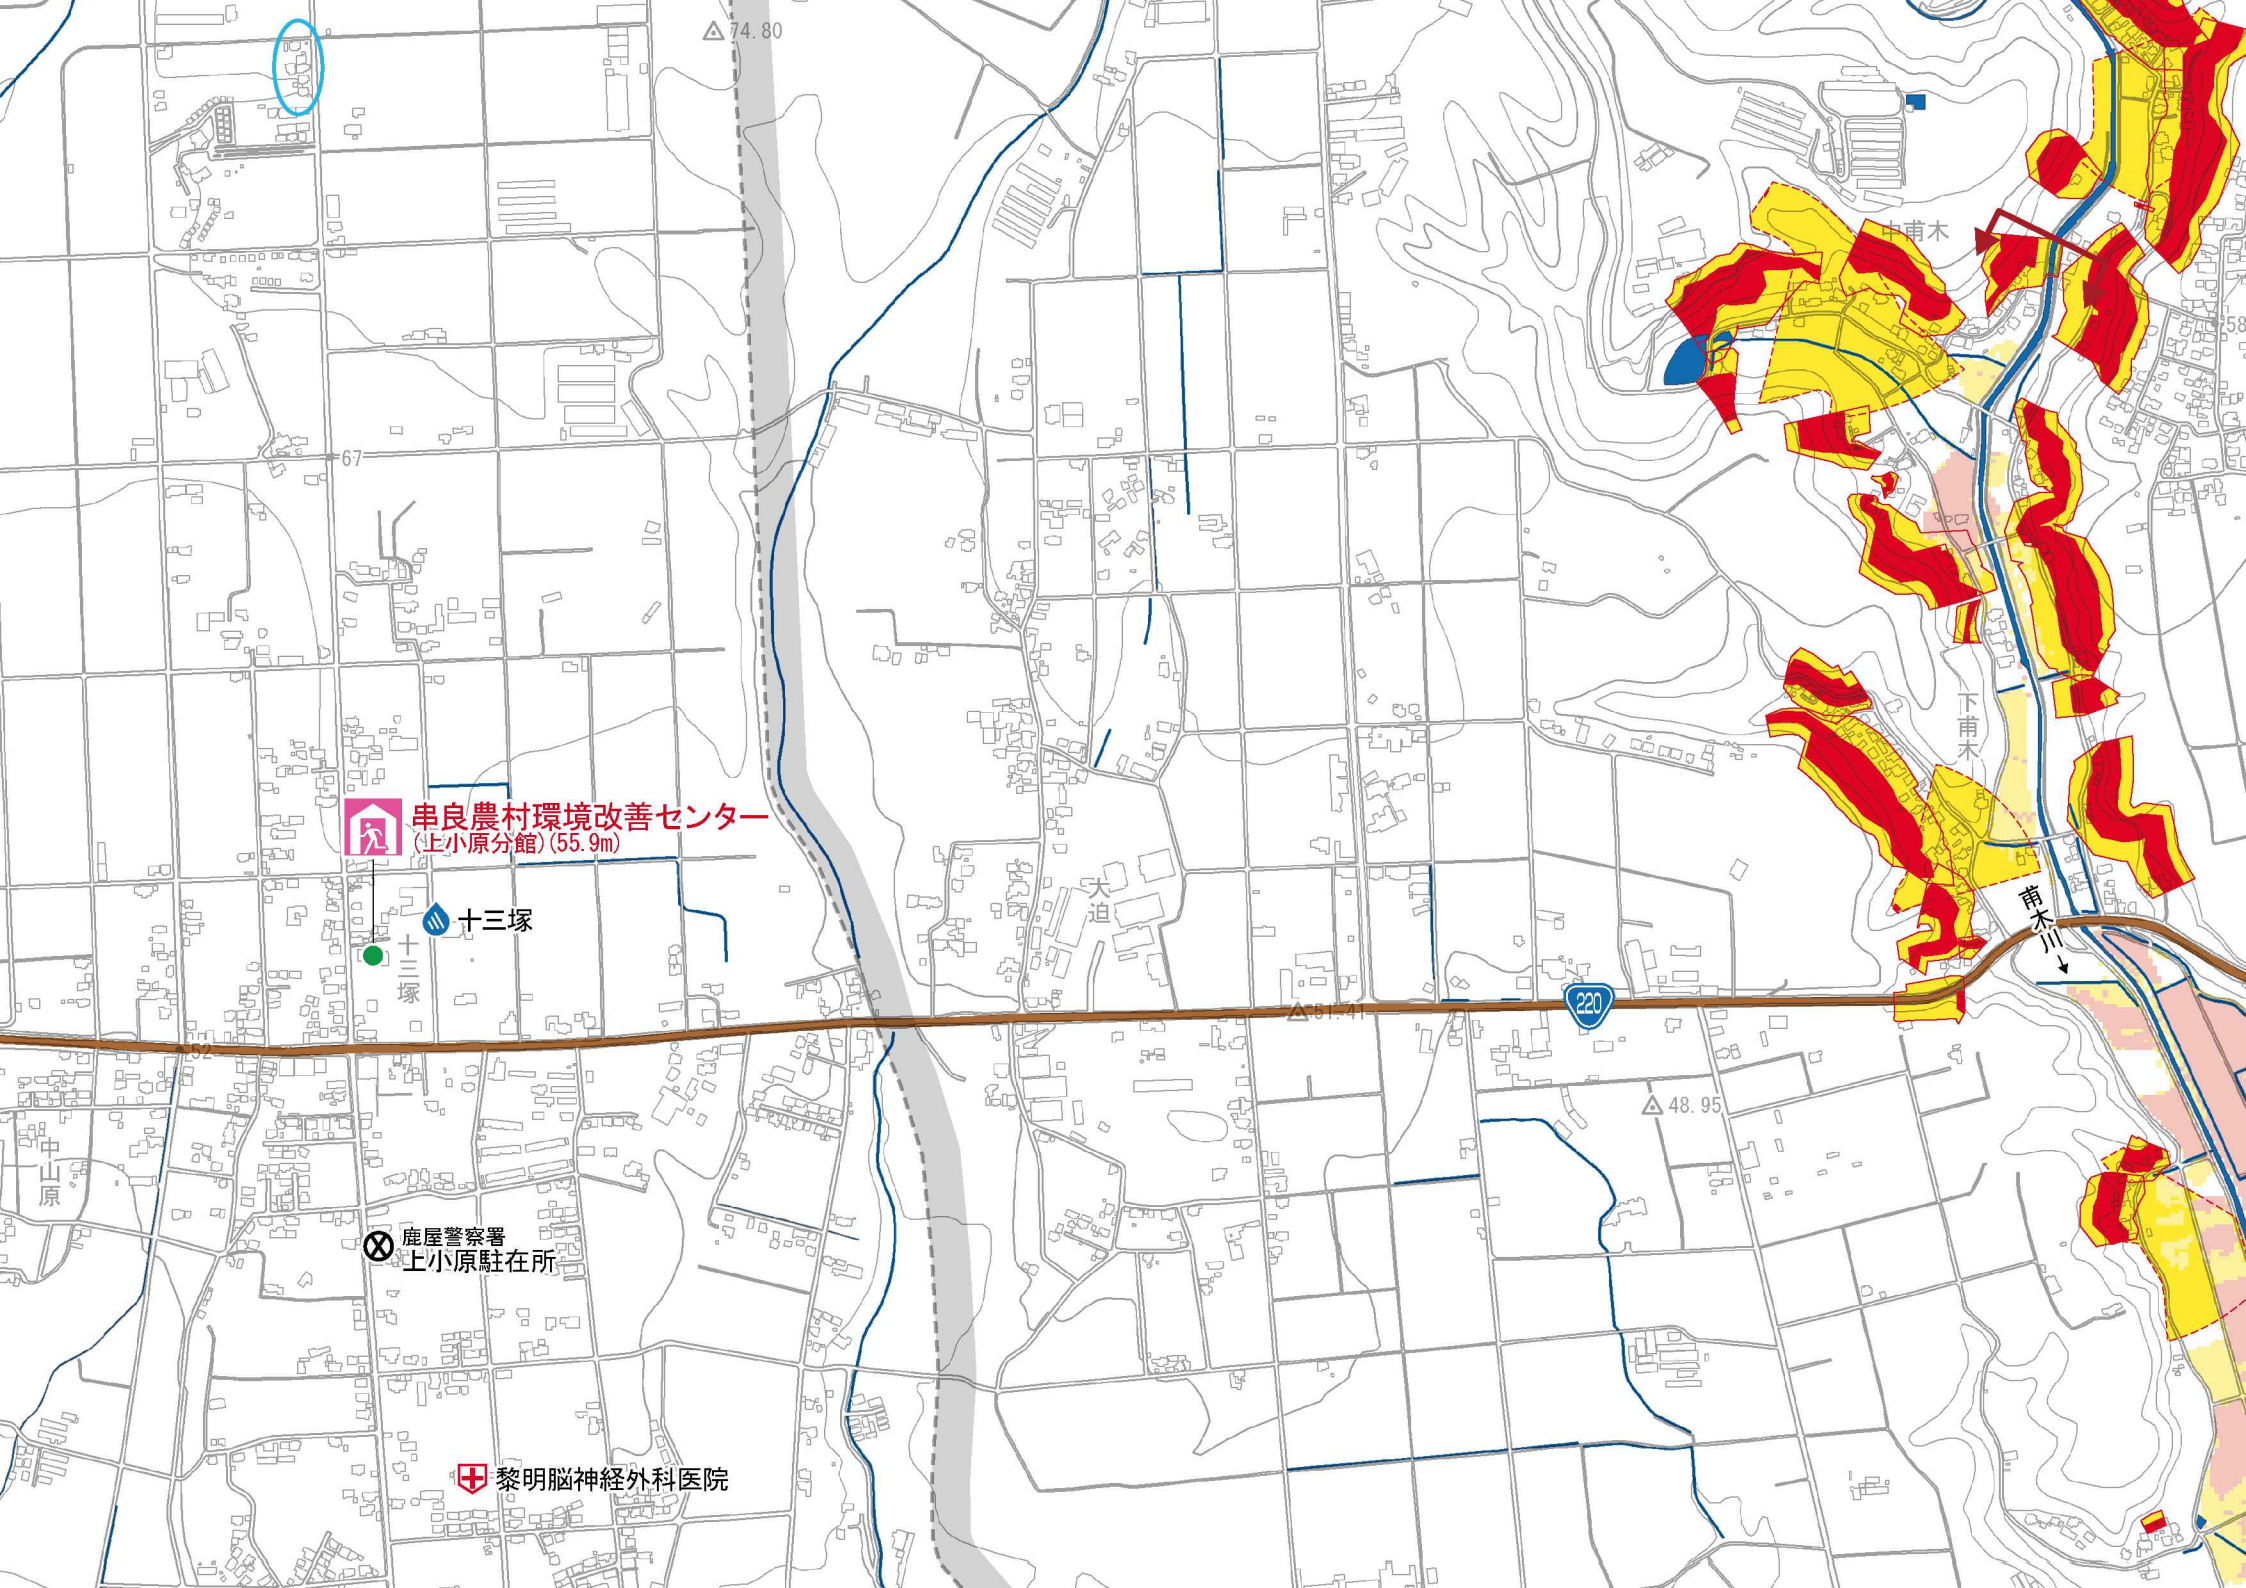 74.80
中甫木
58
67
下甫木
串良農村環境改善センター
(上小原分館)(55.9m)
十三塚
十三塚
大迫
甫木川
220
51.41
52
48.95
中山原
鹿屋警察署
上小原駐在所
黎明脳神経外科医院